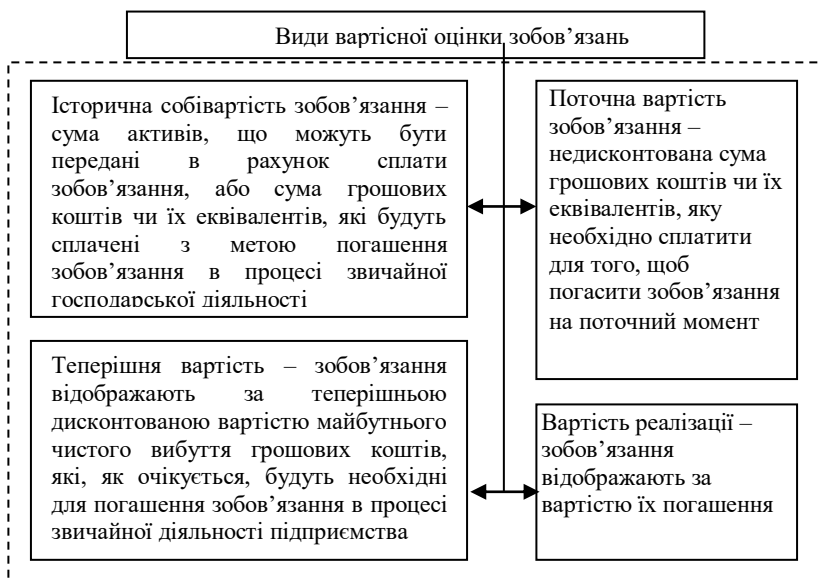 Види вартісної оцінки зобов’язань
Історична собівартість зобов’язання –
сума активів, що можуть бути
передані в рахунок сплати
зобов’язання, або сума грошових
коштів чи їх еквівалентів, які будуть
сплачені з метою погашення
зобов’язання в процесі звичайної
господарської діяльності
Поточна вартість
зобов’язання –
недисконтована сума
грошових коштів чи їх
еквівалентів, яку
необхідно сплатити
для того, щоб
погасити зобов’язання
на поточний момент
Теперішня вартість – зобов’язання
відображають за теперішньою
дисконтованою вартістю майбутнього
чистого вибуття грошових коштів,
які, як очікується, будуть необхідні
для погашення зобов’язання в процесі
звичайної діяльності підприємства
Вартість реалізації –
зобов’язання
відображають за
вартістю їх погашення